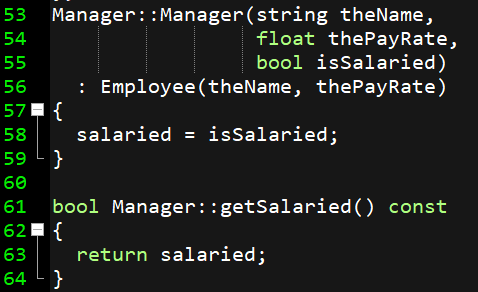 53 Manager::Manager(string theName,
54                  float thePayRate,
55                  bool isSalaried)
56   : Employee(theName, thePayRate)
57 {
58   salaried = isSalaried;
59 }
60
61 bool Manager::getSalaried() const
62 {
63   return salaried;
64 }